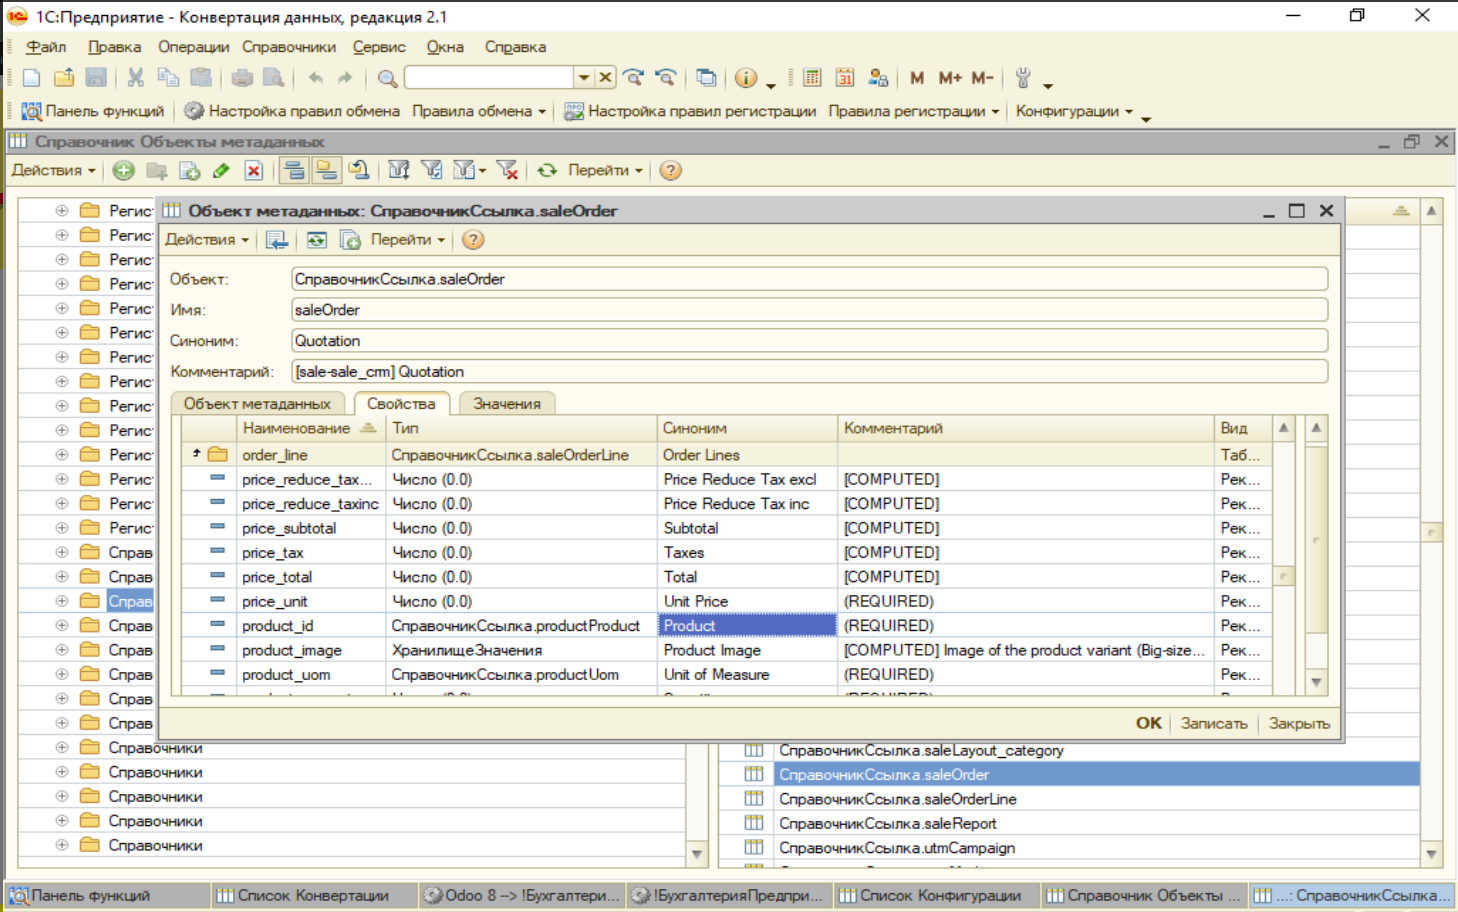 1С:Предприятие - Конвертация данных, редакция 2.1
Файл Правка Операции Справочники Сервис Окна Справка
31 M M+ M-
Панель функций Настройка правил обмена Правила обмена Настройка правил регистрации Правила регистрации Конфигурации
Справочник Объекты метаданных
Действия Перейти
Регис
Регис
Регис
Регис
Регис
Регис
Регис
Регис
Регис
Регис
Регис
Регис
Регис
Регис
Справ
Справ
Справ
Справ
Справ
Справ
Справ
Справ
Справочники
Справочники
Справочники
Справочники
Справочники
Объект метаданных: СправочникСсылка.saleOrder
Действия Перейти
Объект: СправочникСсылка.saleOrder
Имя: saleOrder
Синоним: Quotation
Комментарий: [sale-sale_crm] Quotation
Объект метаданных Свойства Значения
Наименование Тип Синоним Комментарий Вид
order_line СправочникСсылка.saleOrderLine Order Lines Таб...
price_reduce_tax... Число (0.0) Price Reduce Tax excl [COMPUTED] Рек...
price_reduce_taxinc Число (0.0) Price Reduce Tax inc [COMPUTED] Рек...
price_subtotal Число (0.0) Subtotal [COMPUTED] Рек...
price_tax Число (0.0) Taxes [COMPUTED] Рек...
price_total Число (0.0) Total [COMPUTED] Рек...
price_unit Число (0.0) Unit Price (REQUIRED) Рек...
product_id СправочникСсылка.productProduct Product (REQUIRED) Рек...
product_image ХранилищеЗначения Product Image [COMPUTED] Image of the product variant (Big-size... Рек...
product_uom СправочникСсылка.productUom Unit of Measure (REQUIRED) Рек...
OK Записать Закрыть
СправочникСсылка.saleLayout_category
СправочникСсылка.saleOrder
СправочникСсылка.saleOrderLine
СправочникСсылка.saleReport
СправочникСсылка.utmCampaign
Панель функций Список Конвертации Odoo 8 --> !Бухгалтери... !БухгалтерияПредпри... Список Конфигурации Справочник Объекты ... ...: СправочникСсылка...